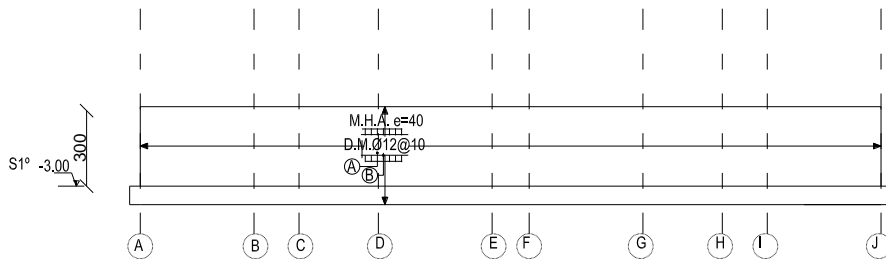 M.H.A. e=40
D.M.Ø12@10
A
B
300
S1º -3.00
A B C D E F G H I J